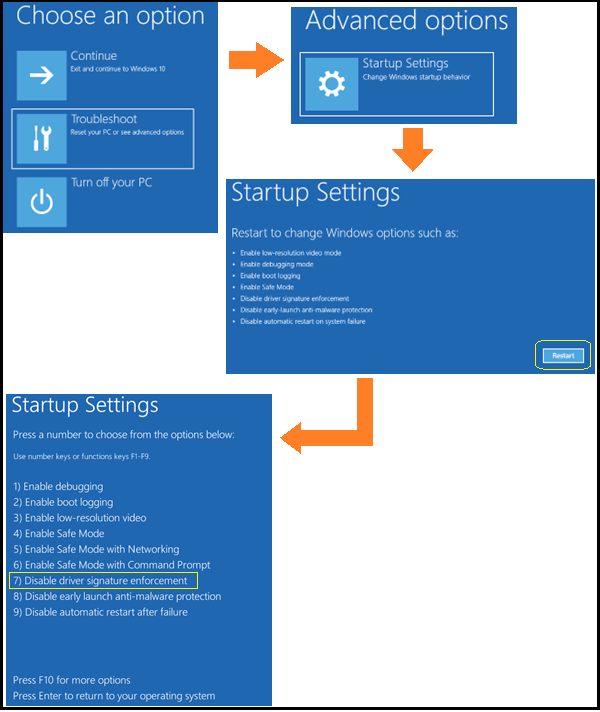 Choose an option
Continue
Exit and continue to Windows 10
Troubleshoot
Reset your PC or see advanced options
Turn off your PC
Advanced options
Startup Settings
Change Windows startup behavior
Startup Settings
Restart to change Windows options such as:
• Enable low-resolution video mode
• Enable debugging mode
• Enable boot logging
• Enable Safe Mode
• Disable driver signature enforcement
• Disable early-launch anti-malware protection
• Disable automatic restart on system failure
Restart
Startup Settings
Press a number to choose from the options below:
Use number keys or functions keys F1-F9.
1) Enable debugging
2) Enable boot logging
3) Enable low-resolution video
4) Enable Safe Mode
5) Enable Safe Mode with Networking
6) Enable Safe Mode with Command Prompt
7) Disable driver signature enforcement
8) Disable early launch anti-malware protection
9) Disable automatic restart after failure
Press F10 for more options
Press Enter to return to your operating system